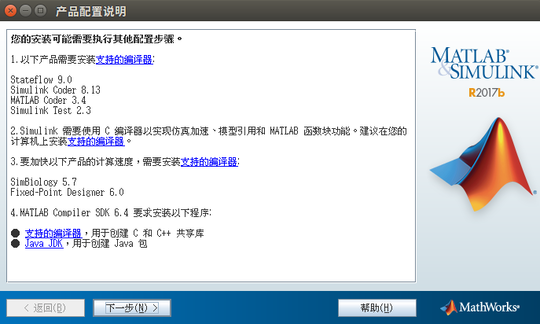 产品配置说明
您的安装可能需要执行其他配置步骤。
1.以下产品需要安装支持的编译器:
Stateflow 9.0
Simulink Coder 8.13
MATLAB Coder 3.4
Simulink Test 2.3
2.Simulink 需要使用 C 编译器以实现仿真加速、模型引用和 MATLAB 函数块功能。建议在您的
计算机上安装支持的编译器。
3.要加快以下产品的计算速度，需要安装支持的编译器:
SimBiology 5.7
Fixed-Point Designer 6.0
4.MATLAB Compiler SDK 6.4 要求安装以下程序:
● 支持的编译器，用于创建 C 和 C++ 共享库
● Java JDK，用于创建 Java 包
MATLAB®
&SIMULINK®
R2017b
< 返回(B)
下一步(N) >
帮助(H)
MathWorks®